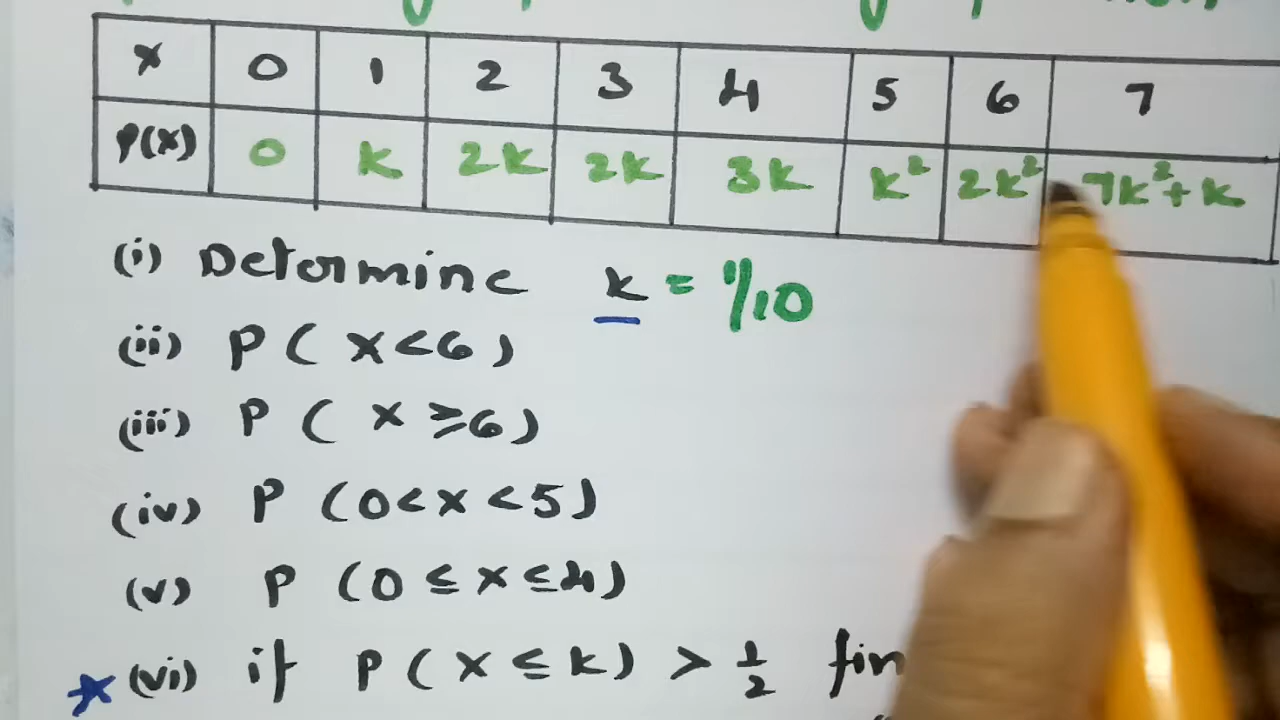 x 0 1 2 3 4 5 6 7
P(x) 0 k 2k 2k 3k k² 2k² 7k²+k
(i) Determine k = 1/10
(ii) P ( x<6)
(iii) P ( x ≥6)
(iv) P (0<x <5)
(v) P (0 ≤ x ≤4)
(vi) if P ( x ≤ k) > 1/2